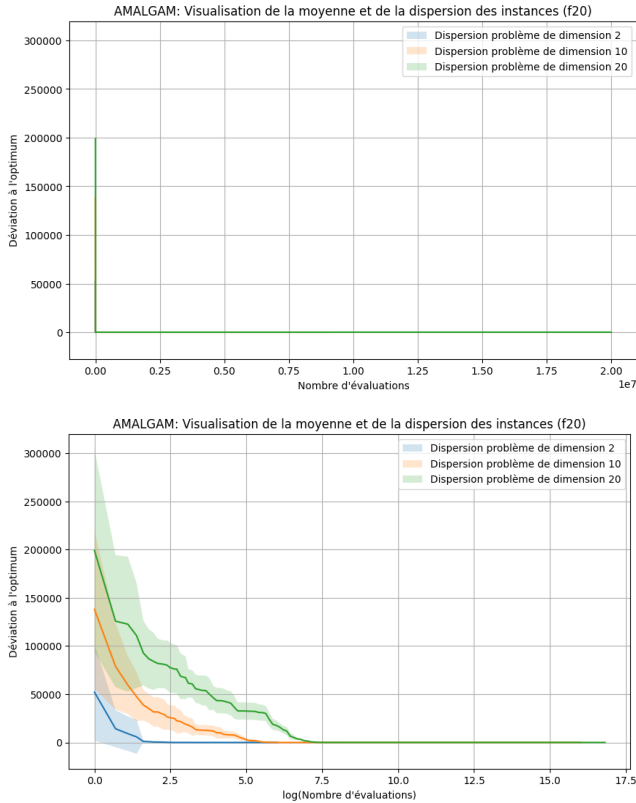 AMALGAM: Visualisation de la moyenne et de la dispersion des instances (f20)
Dispersion problème de dimension 2
Dispersion problème de dimension 10
Dispersion problème de dimension 20
Déviation à l'optimum
300000
250000
200000
150000
100000
50000
0
0.00 0.25 0.50 0.75 1.00 1.25 1.50 1.75 2.00
1e7
Nombre d'évaluations
AMALGAM: Visualisation de la moyenne et de la dispersion des instances (f20)
Dispersion problème de dimension 2
Dispersion problème de dimension 10
Dispersion problème de dimension 20
Déviation à l'optimum
300000
250000
200000
150000
100000
50000
0
0.0 2.5 5.0 7.5 10.0 12.5 15.0 17.5
log(Nombre d'évaluations)